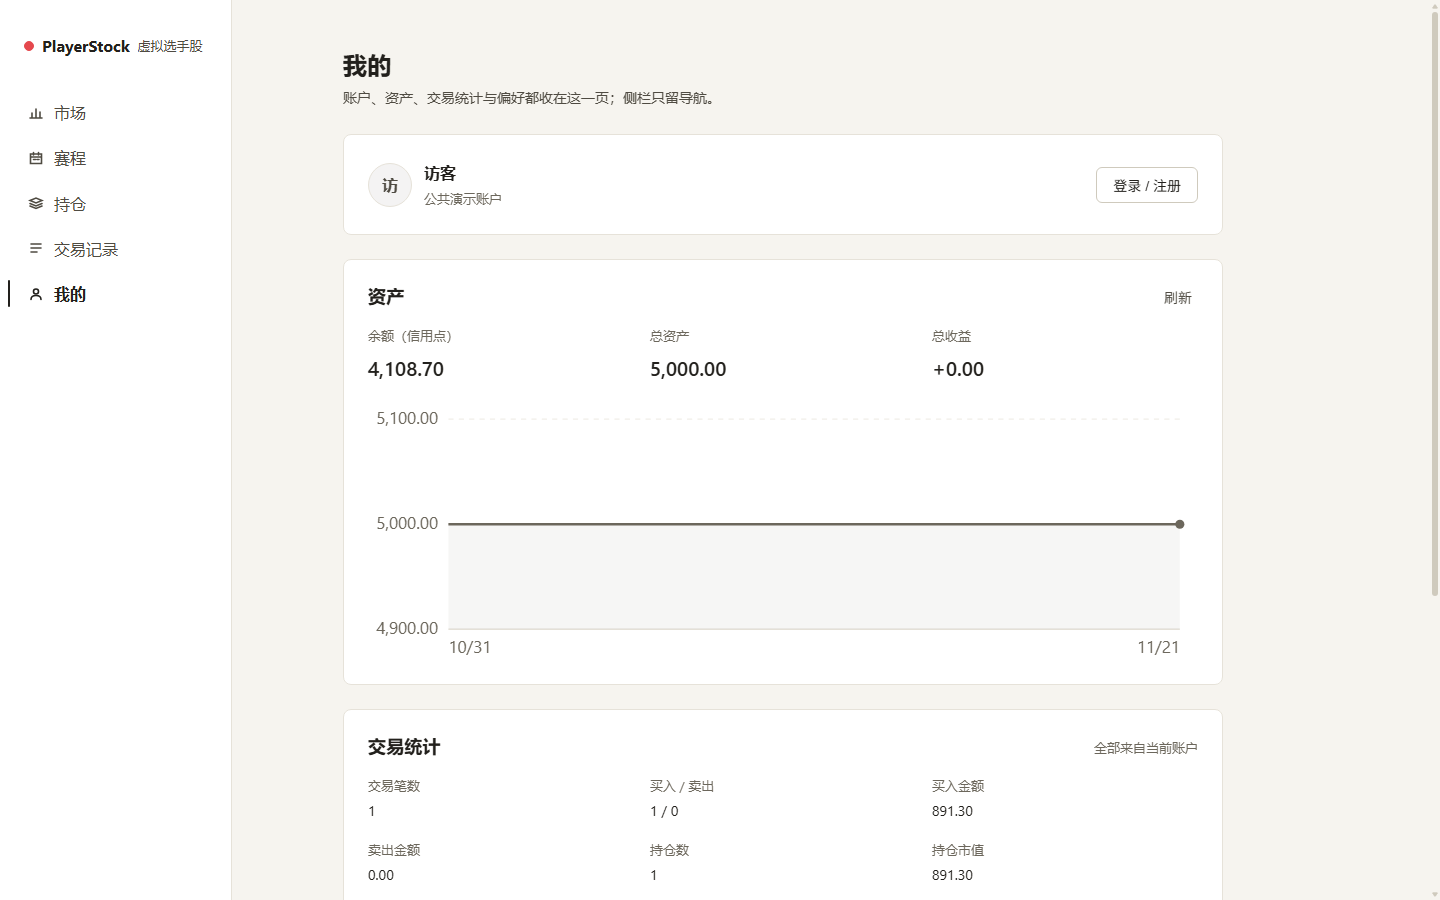 PlayerStock 虚拟选手股
市场
赛程
持仓
交易记录
我的
我的
账户、资产、交易统计与偏好都收在这一页；侧栏只留导航。
访
访客
公共演示账户
登录 / 注册
资产
刷新
余额（信用点） 总资产 总收益
4,108.70 5,000.00 +0.00
5,100.00
5,000.00
4,900.00
10/31 11/21
交易统计
全部来自当前账户
交易笔数 买入 / 卖出 买入金额
1 1 / 0 891.30
卖出金额 持仓数 持仓市值
0.00 1 891.30